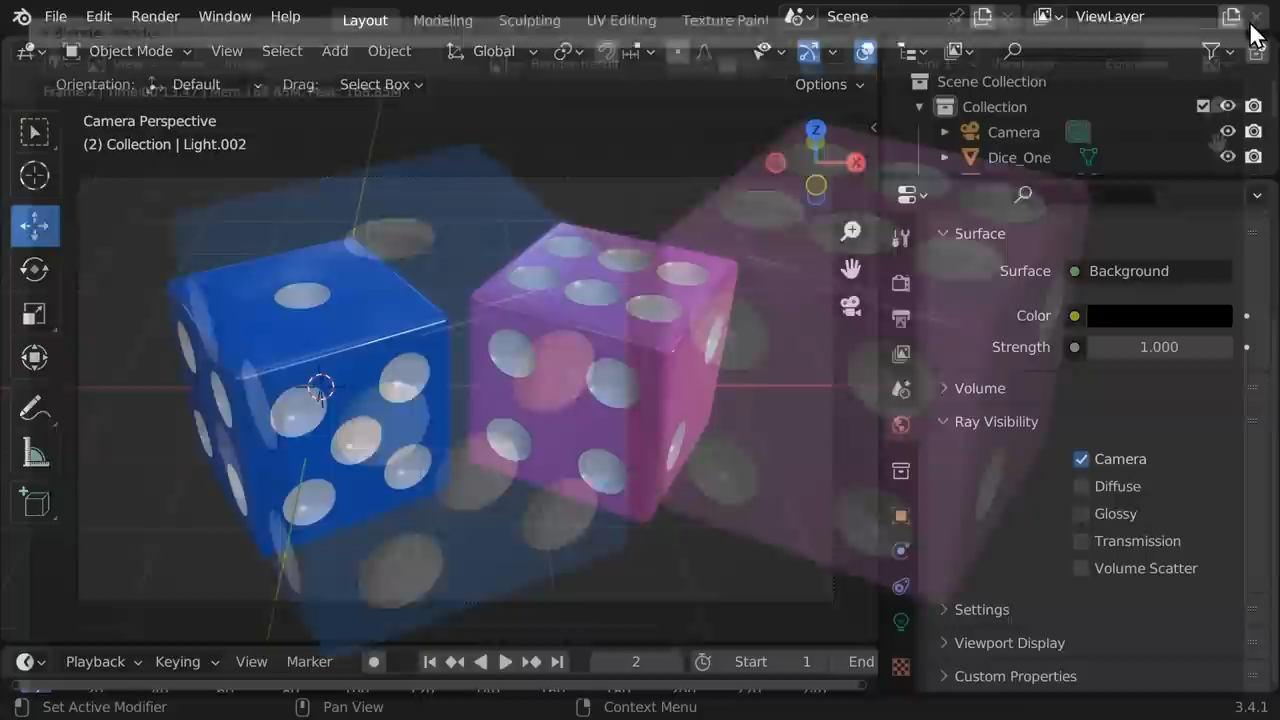 File Edit Render Window Help Layout Modeling Sculpting UV Editing Texture Paint Scene ViewLayer
Object Mode View Select Add Object Global
Orientation: Default Drag: Select Box Options
Scene Collection
Collection
Camera
Dice_One
Camera Perspective
(2) Collection | Light.002
Z
X
Surface
Surface Background
Color
Strength 1.000
Volume
Ray Visibility
Camera
Diffuse
Glossy
Transmission
Volume Scatter
Settings
Viewport Display
Custom Properties
Playback Keying View Marker 2 Start 1 End
Set Active Modifier Pan View Context Menu 3.4.1